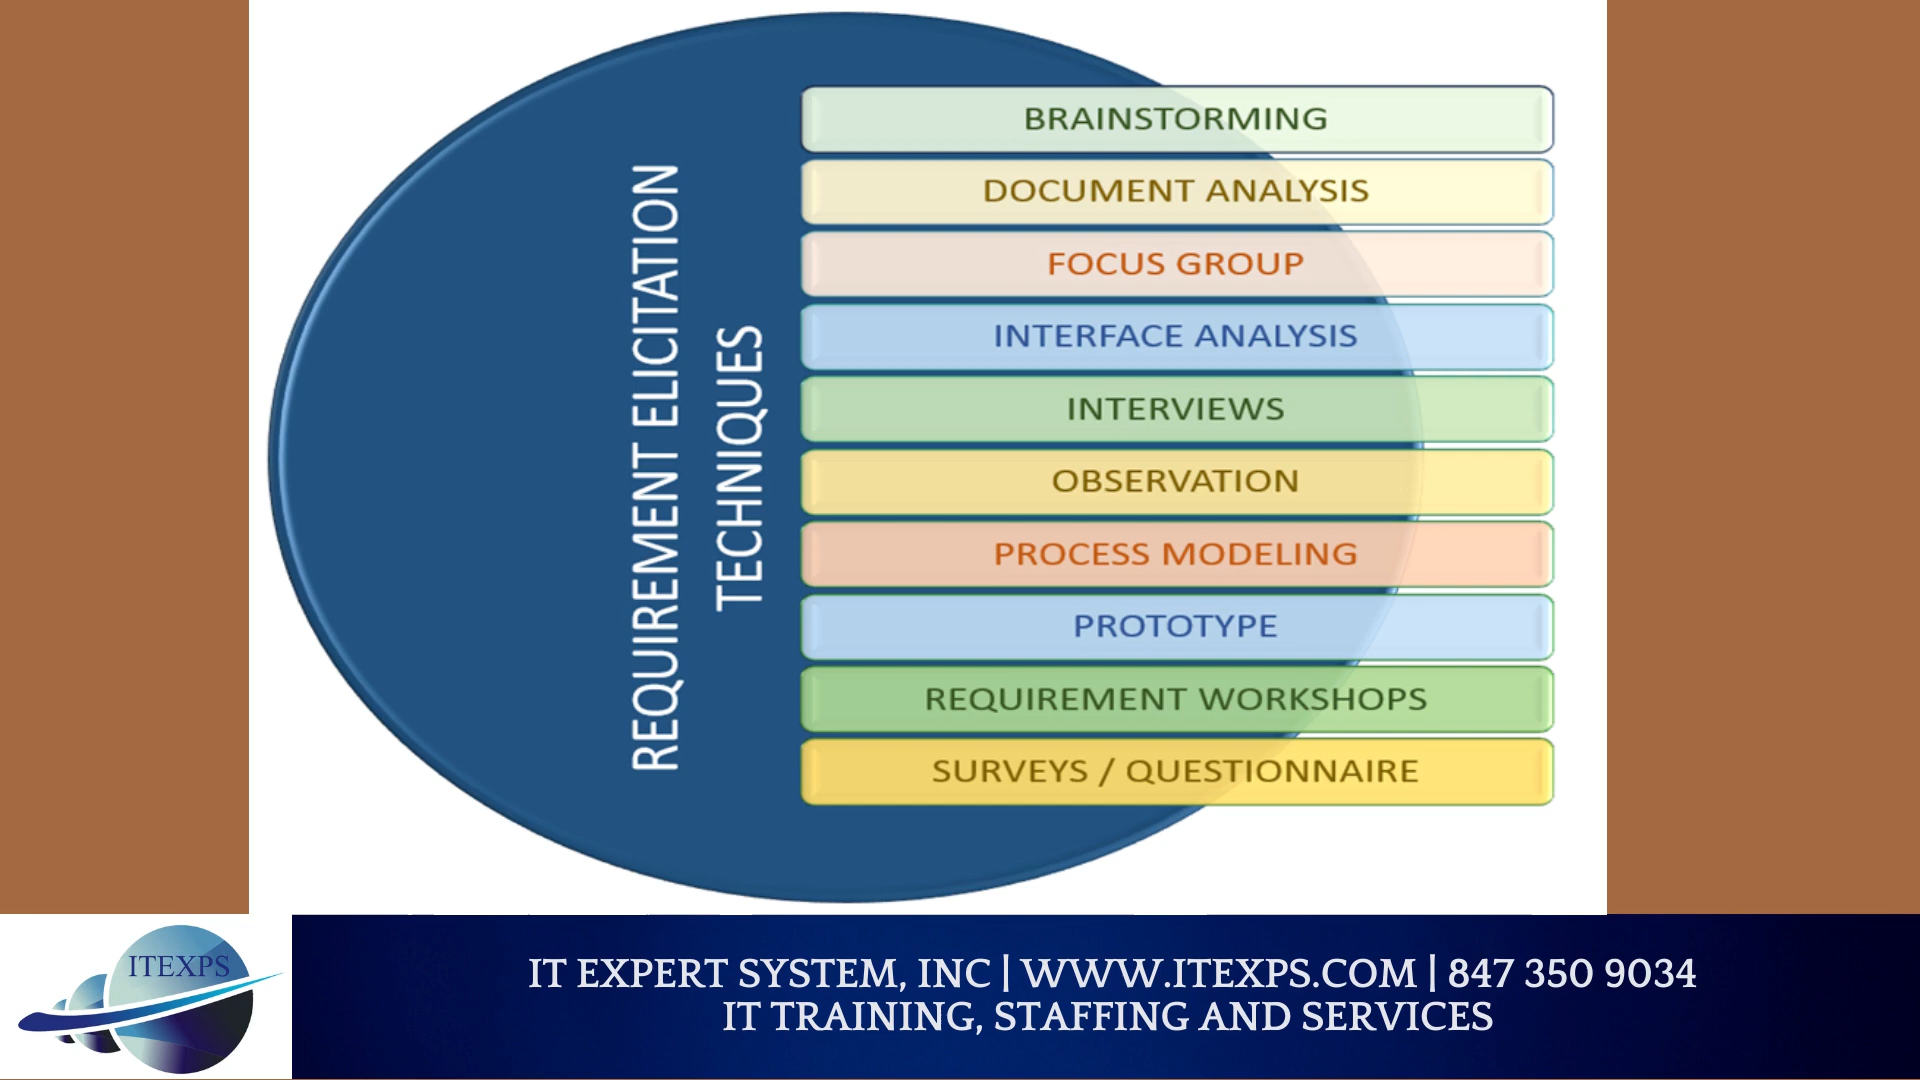 REQUIREMENT ELICITATION
TECHNIQUES
BRAINSTORMING
DOCUMENT ANALYSIS
FOCUS GROUP
INTERFACE ANALYSIS
INTERVIEWS
OBSERVATION
PROCESS MODELING
PROTOTYPE
REQUIREMENT WORKSHOPS
SURVEYS / QUESTIONNAIRE
ITEXPS
IT EXPERT SYSTEM, INC | WWW.ITEXPS.COM | 847 350 9034
IT TRAINING, STAFFING AND SERVICES